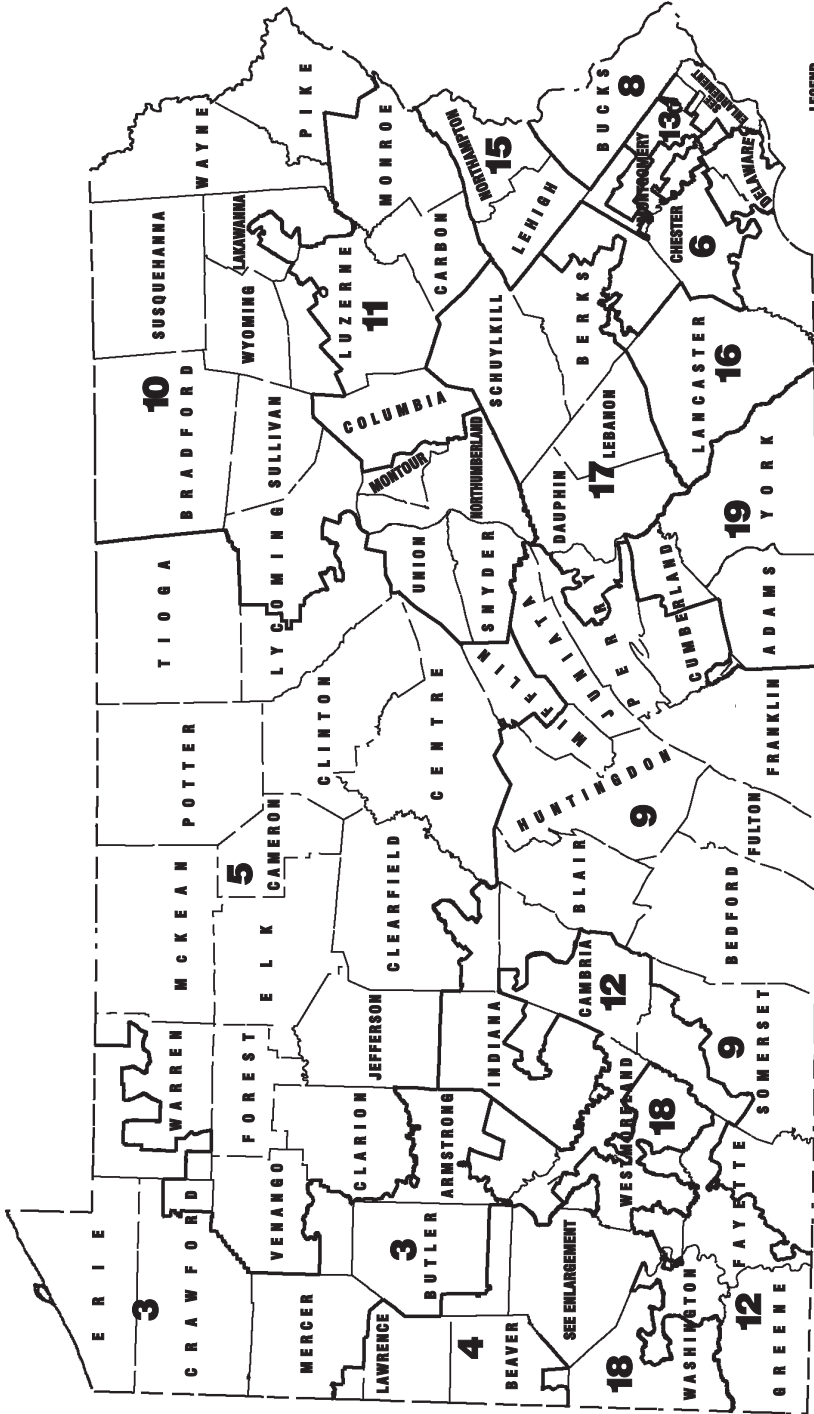 ERIE
3
CRAWFORD
WARREN
MCKEAN
POTTER
TIOGA
BRADFORD
10
SUSQUEHANNA
WAYNE
PIKE
LAKAWANNA
WYOMING
SULLIVAN
LYCOMING
CLINTON
CAMERON
5
ELK
FOREST
VENANGO
MERCER
CLARION
JEFFERSON
CLEARFIELD
CENTRE
UNION
MONTOUR
COLUMBIA
LUZERNE
11
MONROE
CARBON
NORTHUMBERLAND
SNYDER
MIFFLIN
JUNIATA
PERRY
DAUPHIN
17
LEBANON
SCHUYLKILL
LEHIGH
NORTHAMPTON
15
BUCKS
8
MONTGOMERY
13
SEE ENLARGEMENT
DELAWARE
CHESTER
6
BERKS
LANCASTER
16
YORK
19
ADAMS
CUMBERLAND
FRANKLIN
FULTON
HUNTINGDON
9
BLAIR
BEDFORD
CAMBRIA
12
SOMERSET
9
INDIANA
ARMSTRONG
BUTLER
3
LAWRENCE
BEAVER
4
SEE ENLARGEMENT
WESTMORELAND
18
FAYETTE
WASHINGTON
18
GREENE
12
LEGEND